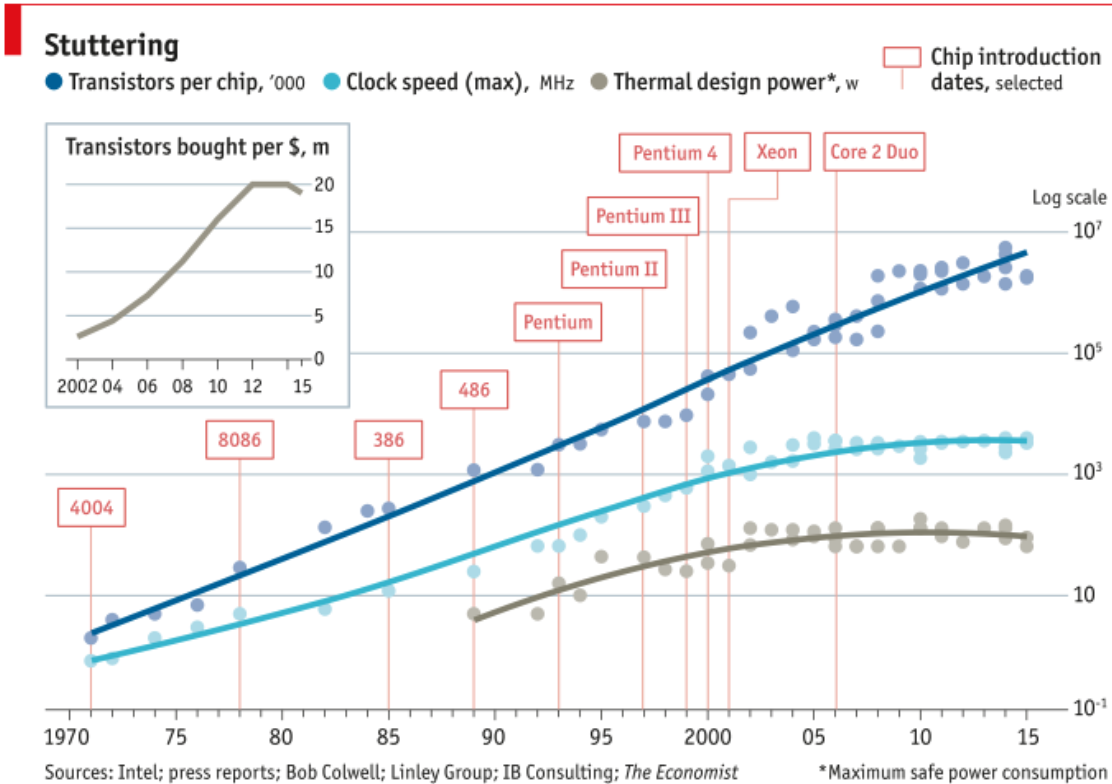 Stuttering
Transistors per chip, ’000
Clock speed (max), MHz
Thermal design power*, w
Chip introduction
dates, selected
Transistors bought per $, m
20
15
10
5
0
2002 04 06 08 10 12 15
Log scale
10⁷
10⁵
10³
10
10⁻¹
4004
8086
386
486
Pentium
Pentium II
Pentium III
Pentium 4
Xeon
Core 2 Duo
1970 75 80 85 90 95 2000 05 10 15
Sources: Intel; press reports; Bob Colwell; Linley Group; IB Consulting; The Economist
*Maximum safe power consumption